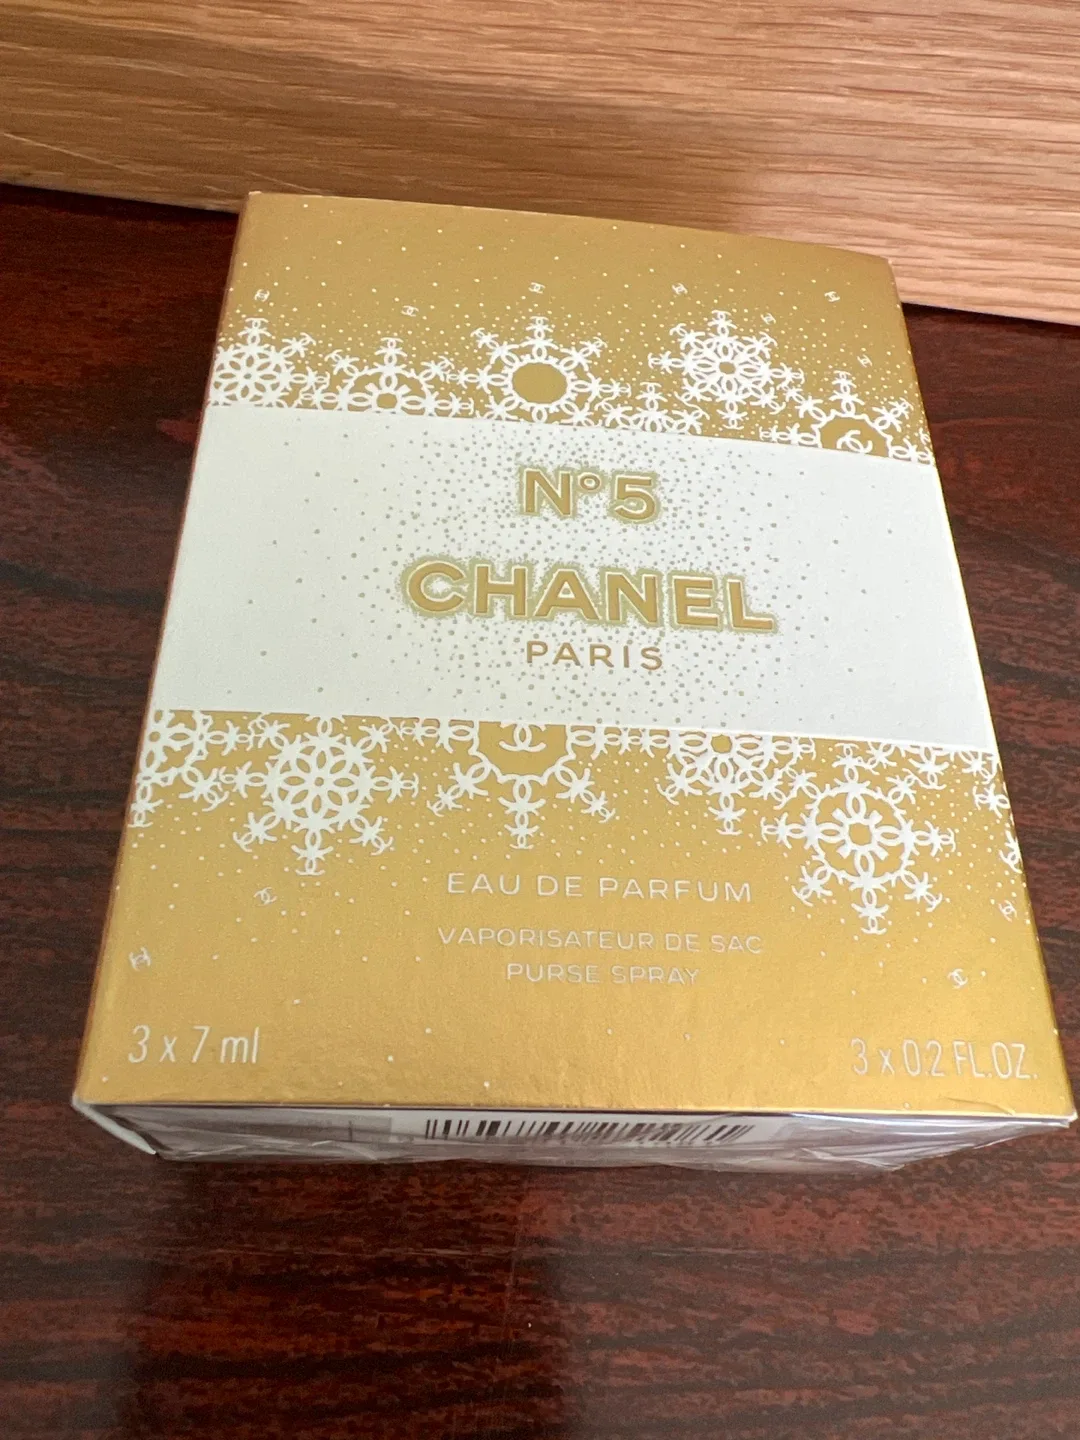 N°5
CHANEL
PARIS
EAU DE PARFUM
VAPORISATEUR DE SAC
PURSE SPRAY
3 x 7 ml
3 x 0.2 FL.OZ.